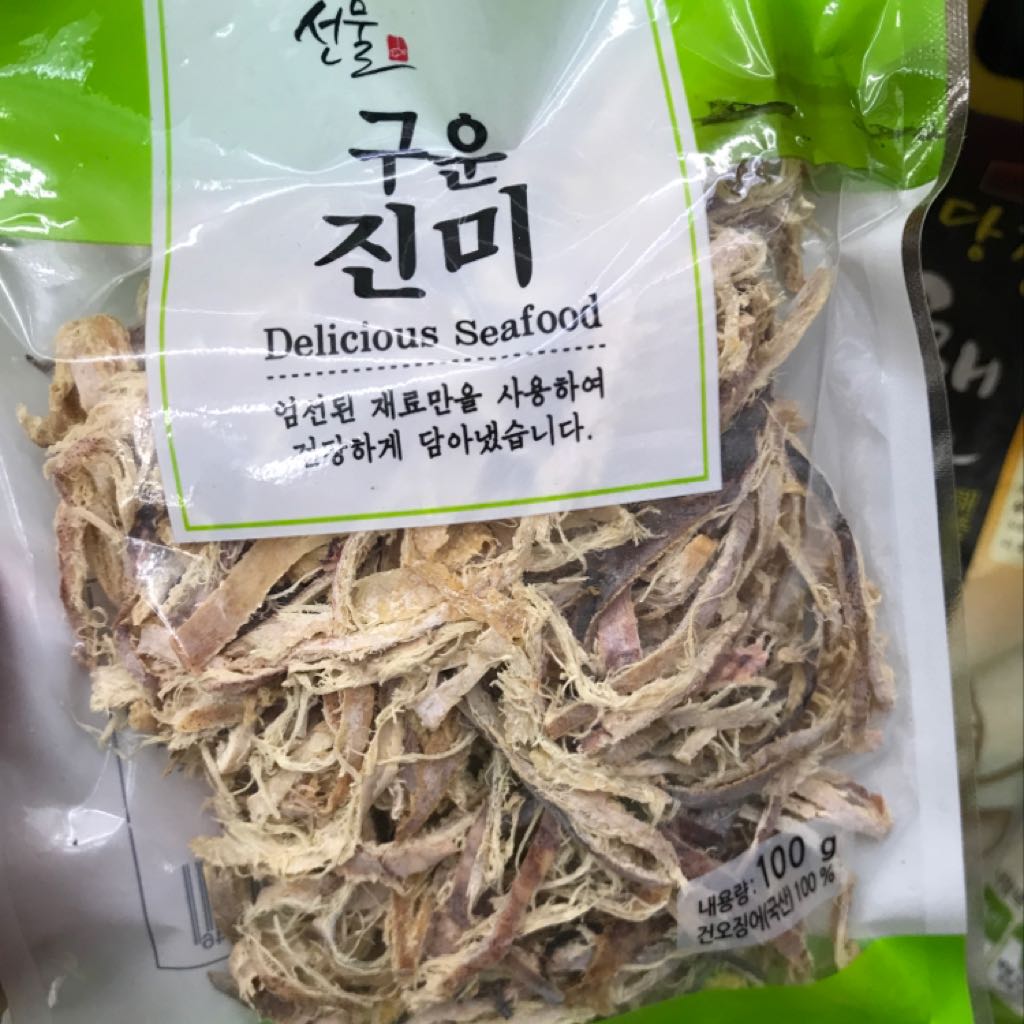 선물
구운
진미
Delicious Seafood
엄선된 재료만을 사용하여
건강하게 담아냈습니다.
내용량: 100 g
건오징어(국산) 100 %